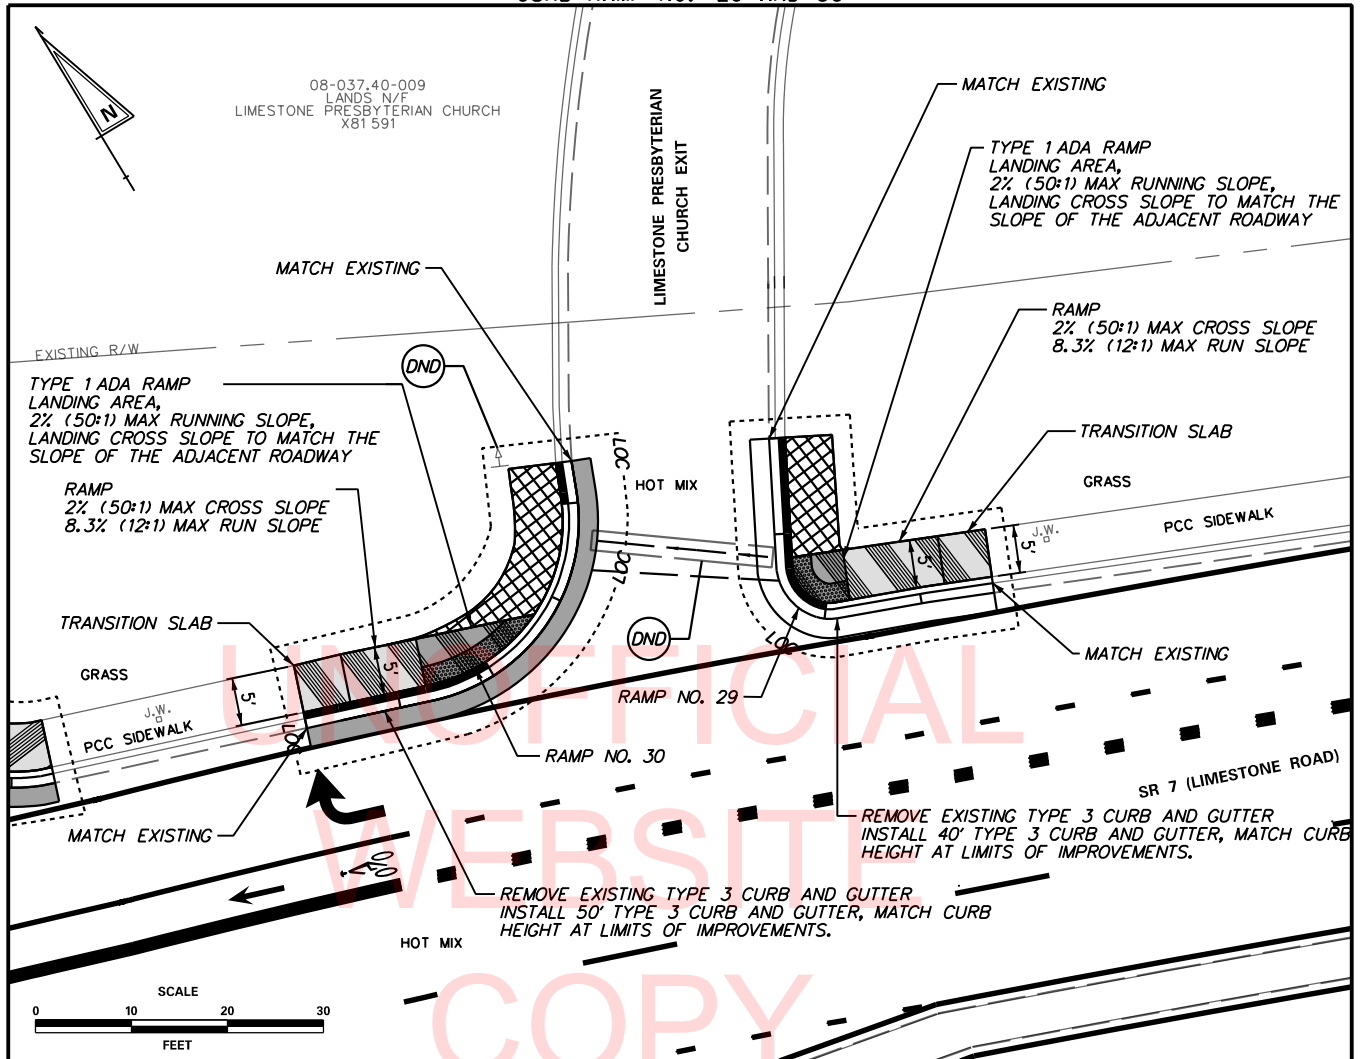 08-037.40-009
LANDS N/F
LIMESTONE PRESBYTERIAN CHURCH
X81 591
N
LIMESTONE PRESBYTERIAN
CHURCH EXIT
MATCH EXISTING
TYPE 1 ADA RAMP
LANDING AREA,
2% (50:1) MAX RUNNING SLOPE,
LANDING CROSS SLOPE TO MATCH THE
SLOPE OF THE ADJACENT ROADWAY
MATCH EXISTING
RAMP
2% (50:1) MAX CROSS SLOPE
8.3% (12:1) MAX RUN SLOPE
EXISTING R/W
DND
TYPE 1 ADA RAMP
LANDING AREA,
2% (50:1) MAX RUNNING SLOPE,
LANDING CROSS SLOPE TO MATCH THE
SLOPE OF THE ADJACENT ROADWAY
TRANSITION SLAB
LOC
HOT MIX
GRASS
RAMP
2% (50:1) MAX CROSS SLOPE
8.3% (12:1) MAX RUN SLOPE
PCC SIDEWALK
J.W.
5'
5'
LOC
TRANSITION SLAB
DND
LOC
MATCH EXISTING
GRASS
5'
5'
RAMP NO. 29
J.W.
PCC SIDEWALK
LOC
RAMP NO. 30
SR 7 (LIMESTONE ROAD)
MATCH EXISTING
REMOVE EXISTING TYPE 3 CURB AND GUTTER
INSTALL 40' TYPE 3 CURB AND GUTTER, MATCH CURB
HEIGHT AT LIMITS OF IMPROVEMENTS.
REMOVE EXISTING TYPE 3 CURB AND GUTTER
INSTALL 50' TYPE 3 CURB AND GUTTER, MATCH CURB
HEIGHT AT LIMITS OF IMPROVEMENTS.
HOT MIX
SCALE
0 10 20 30
FEET
UNOFFICIAL
WEBSITE
COPY